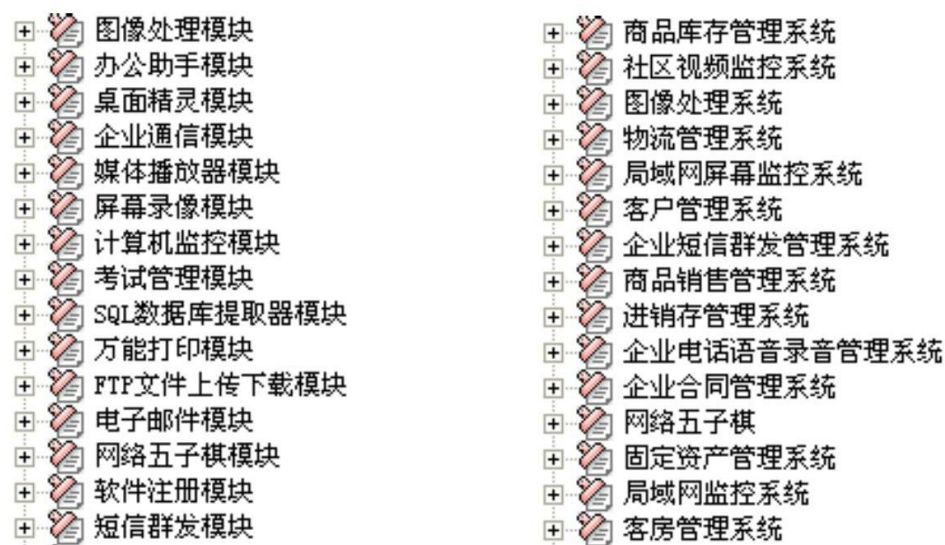 图像处理模块
办公助手模块
桌面精灵模块
企业通信模块
媒体播放器模块
屏幕录像模块
计算机监控模块
考试管理模块
SQL数据库提取器模块
万能打印模块
FTP文件上传下载模块
电子邮件模块
网络五子棋模块
软件注册模块
短信群发模块
商品库存管理系统
社区视频监控系统
图像处理系统
物流管理系统
局域网屏幕监控系统
客户管理系统
企业短信群发管理系统
商品销售管理系统
进销存管理系统
企业电话语音录音管理系统
企业合同管理系统
网络五子棋
固定资产管理系统
局域网监控系统
客房管理系统